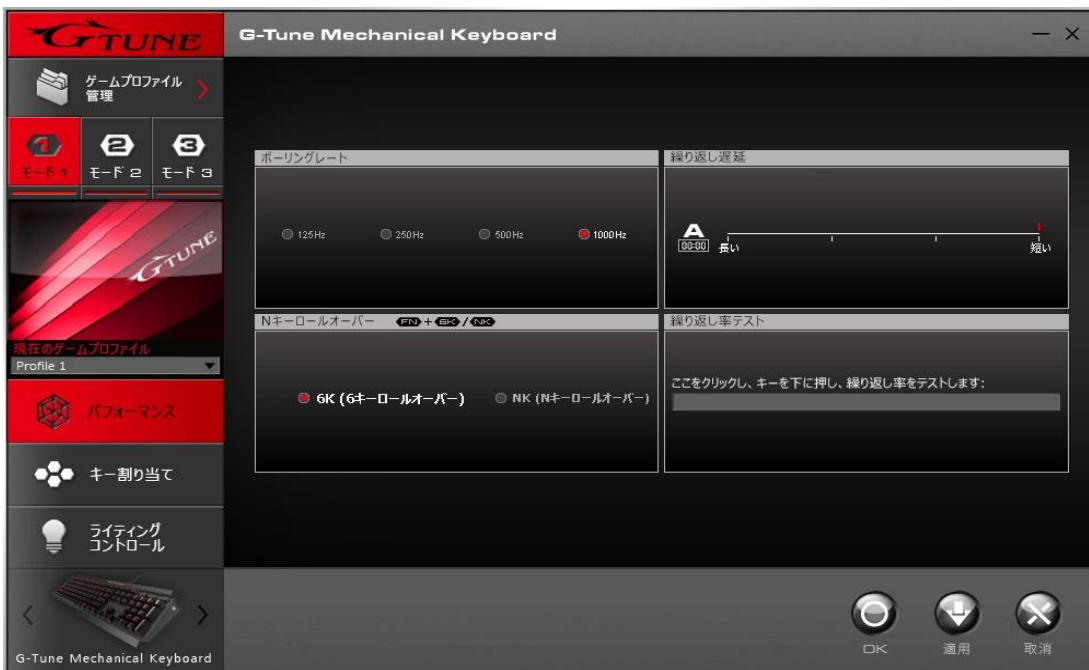 G TUNE
G-Tune Mechanical Keyboard
ゲームプロファイル
管理
1 2 3
モード 1 モード 2 モード 3
G TUNE
現在のゲームプロファイル
Profile 1
パフォーマンス
キー割り当て
ライティング
コントロール
G-Tune Mechanical Keyboard
ポーリングレート
125Hz 250Hz 500Hz 1000Hz
繰り返し遅延
A
00:00 長い 短い
Nキーロールオーバー FN + 6K / NK
6K (6キーロールオーバー) NK (Nキーロールオーバー)
繰り返し率テスト
ここをクリックし、キーを下に押し、繰り返し率をテストします:
OK 適用 取消